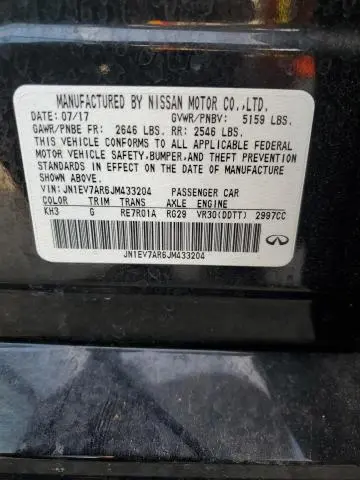 MANUFACTURED BY NISSAN MOTOR CO.,LTD.
DATE: 07/17 GVWR/PNBV: 5159 LBS.
GAWR/PNBE FR: 2646 LBS. RR: 2546 LBS.
THIS VEHICLE CONFORMS TO ALL APPLICABLE FEDERAL
MOTOR VEHICLE SAFETY,BUMPER,AND THEFT PREVENTION
STANDARDS IN EFFECT ON THE DATE OF MANUFACTURE
SHOWN ABOVE.
VIN: JN1EV7AR6JM433204 PASSENGER CAR
COLOR TRIM TRANS AXLE ENGINE
KH3 G RE7R01A RG29 VR30(DDTT) 2997CC
JN1EV7AR6JM433204